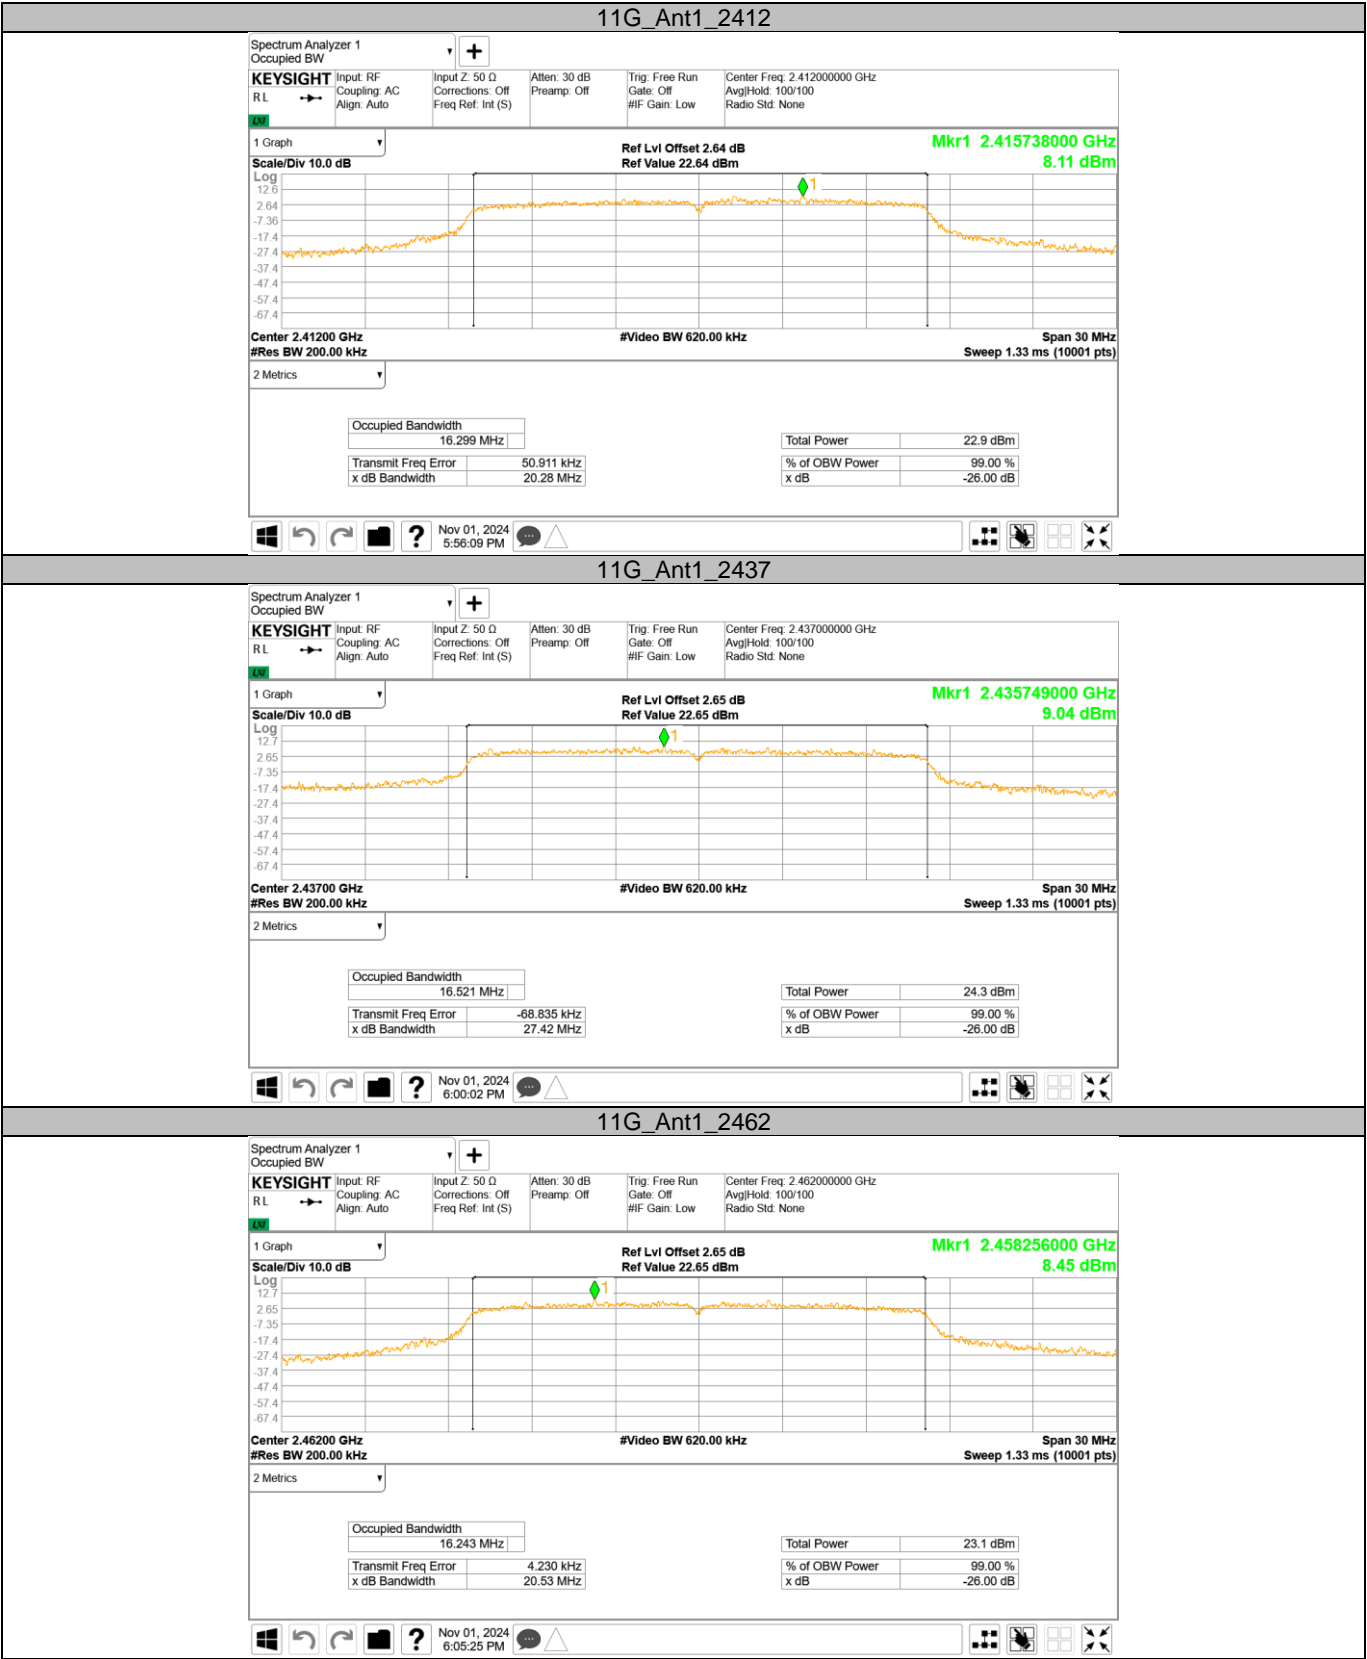 11G_Ant1_2412
Spectrum Analyzer 1
Occupied BW
KEYSIGHT Input: RF Input Z: 50 Ω Atten: 30 dB Trig: Free Run Center Freq: 2.412000000 GHz
RL Coupling: AC Corrections: Off Preamp: Off Gate: Off Avg|Hold: 100/100
Align: Auto Freq Ref: Int (S) #IF Gain: Low Radio Std: None
LXI
1 Graph Ref Lvl Offset 2.64 dB Mkr1 2.415738000 GHz
Scale/Div 10.0 dB Ref Value 22.64 dBm 8.11 dBm
Log
1
12.6
2.64
-7.36
-17.4
-27.4
-37.4
-47.4
-57.4
-67.4
Center 2.41200 GHz #Video BW 620.00 kHz Span 30 MHz
#Res BW 200.00 kHz Sweep 1.33 ms (10001 pts)
2 Metrics
Occupied Bandwidth
16.299 MHz Total Power 22.9 dBm
Transmit Freq Error 50.911 kHz % of OBW Power 99.00 %
x dB Bandwidth 20.28 MHz x dB -26.00 dB
? Nov 01, 2024
5:56:09 PM
11G_Ant1_2437
Spectrum Analyzer 1
Occupied BW
KEYSIGHT Input: RF Input Z: 50 Ω Atten: 30 dB Trig: Free Run Center Freq: 2.437000000 GHz
RL Coupling: AC Corrections: Off Preamp: Off Gate: Off Avg|Hold: 100/100
Align: Auto Freq Ref: Int (S) #IF Gain: Low Radio Std: None
LXI
1 Graph Ref Lvl Offset 2.65 dB Mkr1 2.435749000 GHz
Scale/Div 10.0 dB Ref Value 22.65 dBm 9.04 dBm
Log
1
12.7
2.65
-7.35
-17.4
-27.4
-37.4
-47.4
-57.4
-67.4
Center 2.43700 GHz #Video BW 620.00 kHz Span 30 MHz
#Res BW 200.00 kHz Sweep 1.33 ms (10001 pts)
2 Metrics
Occupied Bandwidth
16.521 MHz Total Power 24.3 dBm
Transmit Freq Error -68.835 kHz % of OBW Power 99.00 %
x dB Bandwidth 27.42 MHz x dB -26.00 dB
? Nov 01, 2024
6:00:02 PM
11G_Ant1_2462
Spectrum Analyzer 1
Occupied BW
KEYSIGHT Input: RF Input Z: 50 Ω Atten: 30 dB Trig: Free Run Center Freq: 2.462000000 GHz
RL Coupling: AC Corrections: Off Preamp: Off Gate: Off Avg|Hold: 100/100
Align: Auto Freq Ref: Int (S) #IF Gain: Low Radio Std: None
LXI
1 Graph Ref Lvl Offset 2.65 dB Mkr1 2.458256000 GHz
Scale/Div 10.0 dB Ref Value 22.65 dBm 8.45 dBm
Log
1
12.7
2.65
-7.35
-17.4
-27.4
-37.4
-47.4
-57.4
-67.4
Center 2.46200 GHz #Video BW 620.00 kHz Span 30 MHz
#Res BW 200.00 kHz Sweep 1.33 ms (10001 pts)
2 Metrics
Occupied Bandwidth
16.243 MHz Total Power 23.1 dBm
Transmit Freq Error 4.230 kHz % of OBW Power 99.00 %
x dB Bandwidth 20.53 MHz x dB -26.00 dB
? Nov 01, 2024
6:05:25 PM